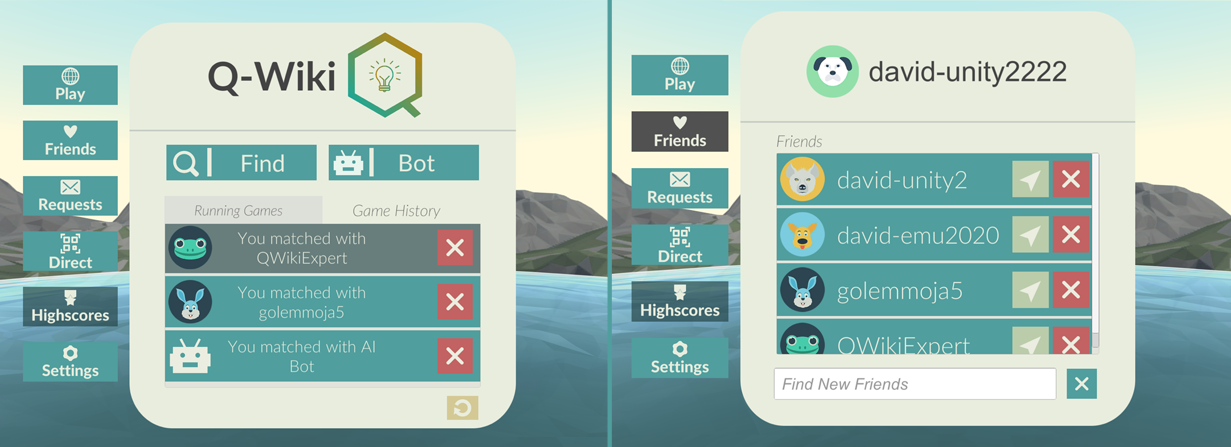 Q-Wiki
Play
Friends
Requests
Direct
Highscores
Settings
Find
Bot
Running Games
Game History
You matched with
QWikiExpert
You matched with
golemmoja5
You matched with AI
Bot
david-unity2222
Play
Friends
Requests
Direct
Highscores
Settings
Friends
david-unity2
david-emu2020
golemmoja5
QWikiExpert
Find New Friends